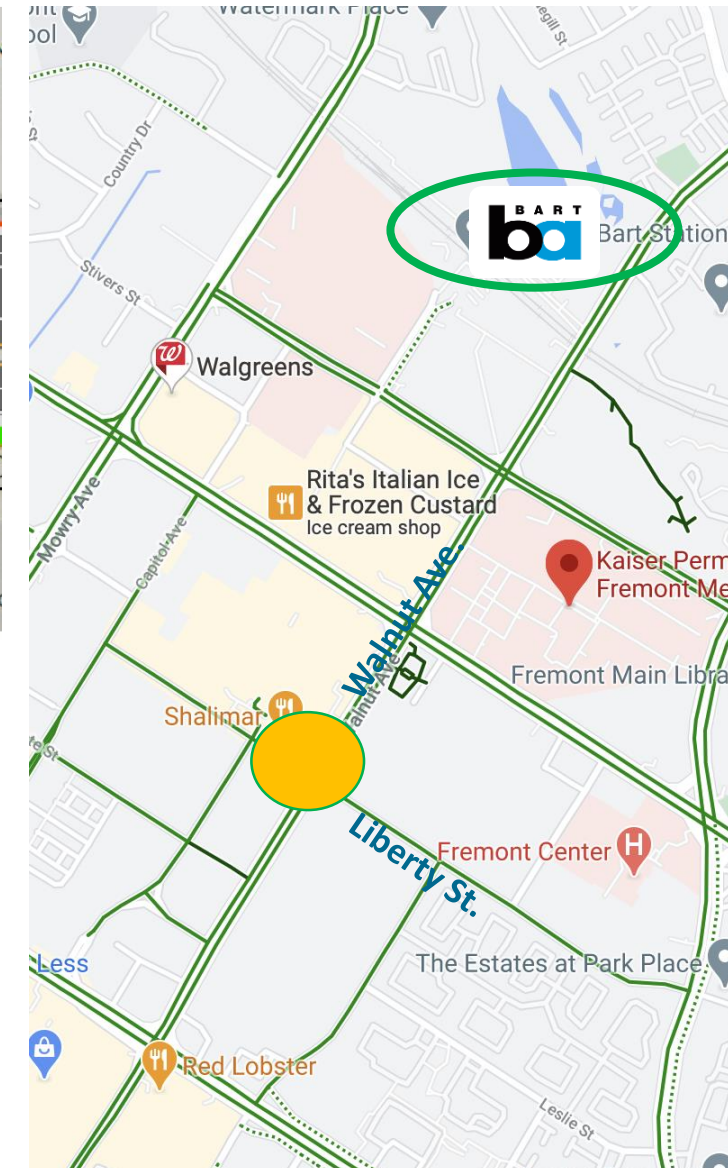 Watermark Place
Country Dr
BART
ba
Bart Station
Stivers St
Walgreens
Rita's Italian Ice
& Frozen Custard
Ice cream shop
Mowry Ave
Capitol Ave
Walnut Ave.
Kaiser Perm
Fremont Me
Fremont Main Libra
Shalimar
alnut Ave
Liberty St.
Fremont Center
H
The Estates at Park Place
Less
Red Lobster
Leslie St